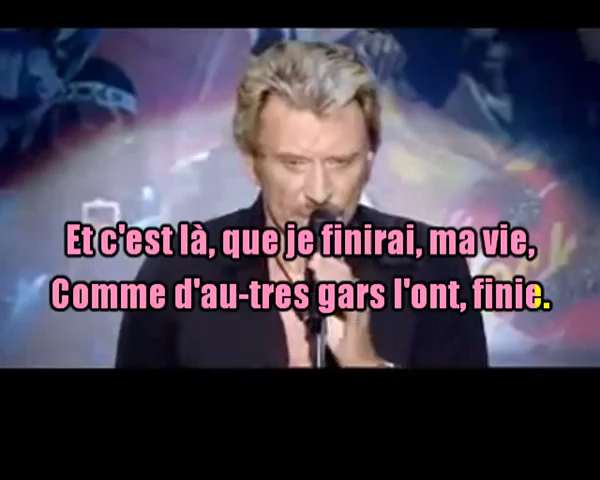 Et c'est là, que je finirai, ma vie,
Comme d'au-tres gars l'ont, finie.